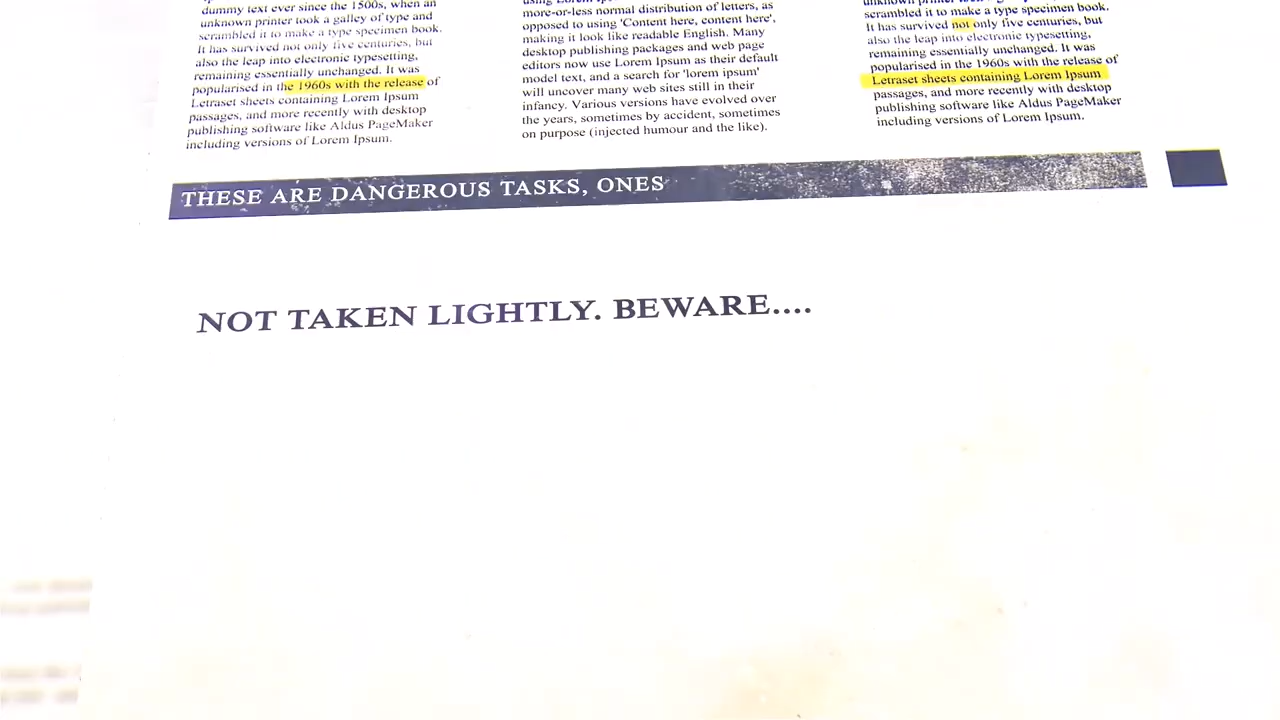 dummy text ever since the 1500s, when an
unknown printer took a galley of type and
scrambled it to make a type specimen book.
It has survived not only five centuries, but
also the leap into electronic typesetting,
remaining essentially unchanged. It was
popularised in the 1960s with the release of
Letraset sheets containing Lorem Ipsum
passages, and more recently with desktop
publishing software like Aldus PageMaker
including versions of Lorem Ipsum.
more-or-less normal distribution of letters, as
opposed to using 'Content here, content here',
making it look like readable English. Many
desktop publishing packages and web page
editors now use Lorem Ipsum as their default
model text, and a search for 'lorem ipsum'
will uncover many web sites still in their
infancy. Various versions have evolved over
the years, sometimes by accident, sometimes
on purpose (injected humour and the like).
scrambled it to make a type specimen book.
It has survived not only five centuries, but
also the leap into electronic typesetting,
remaining essentially unchanged. It was
popularised in the 1960s with the release of
Letraset sheets containing Lorem Ipsum
passages, and more recently with desktop
publishing software like Aldus PageMaker
including versions of Lorem Ipsum.
THESE ARE DANGEROUS TASKS, ONES
NOT TAKEN LIGHTLY. BEWARE....